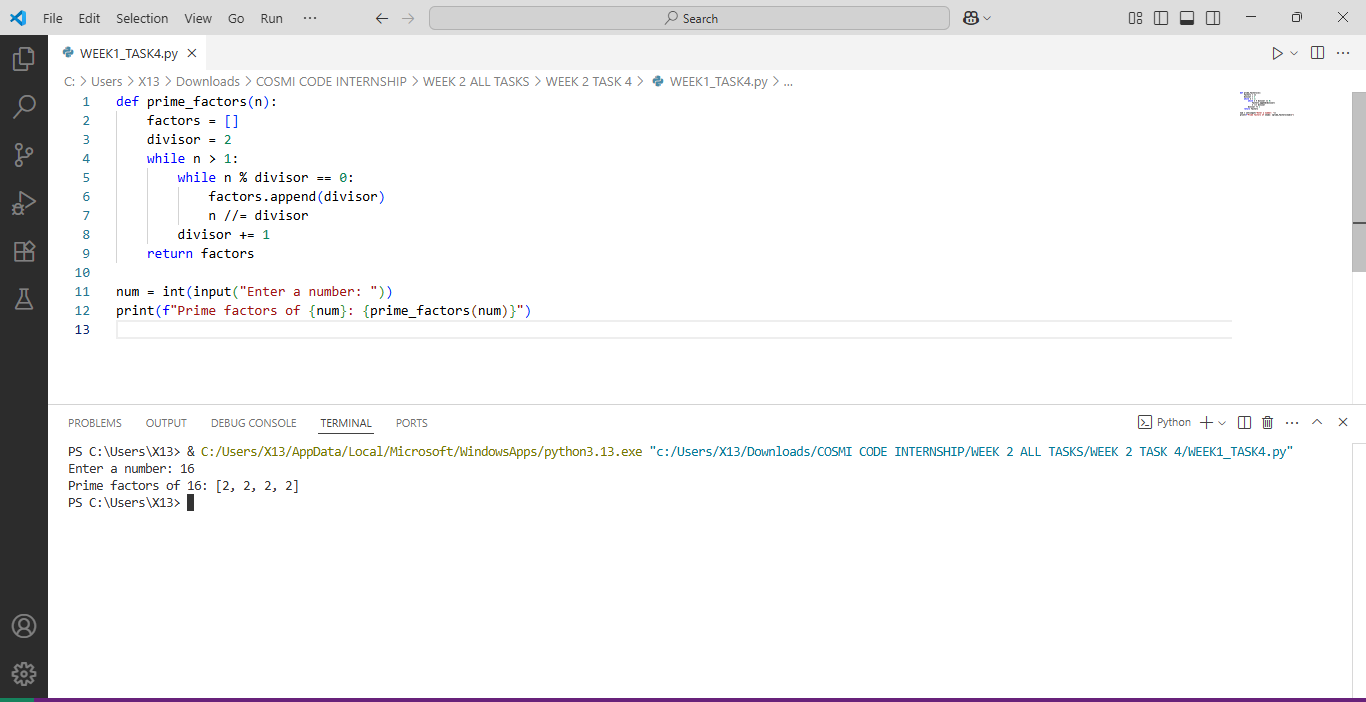 File Edit Selection View Go Run ··· Search
WEEK1_TASK4.py
C: > Users > X13 > Downloads > COSMI CODE INTERNSHIP > WEEK 2 ALL TASKS > WEEK 2 TASK 4 > WEEK1_TASK4.py > ...
1 def prime_factors(n):
2     factors = []
3     divisor = 2
4     while n > 1:
5         while n % divisor == 0:
6             factors.append(divisor)
7             n //= divisor
8         divisor += 1
9     return factors
10
11 num = int(input("Enter a number: "))
12 print(f"Prime factors of {num}: {prime_factors(num)}")
13
PROBLEMS OUTPUT DEBUG CONSOLE TERMINAL PORTS Python
PS C:\Users\X13> & C:/Users/X13/AppData/Local/Microsoft/WindowsApps/python3.13.exe "c:/Users/X13/Downloads/COSMI CODE INTERNSHIP/WEEK 2 ALL TASKS/WEEK 2 TASK 4/WEEK1_TASK4.py"
Enter a number: 16
Prime factors of 16: [2, 2, 2, 2]
PS C:\Users\X13>